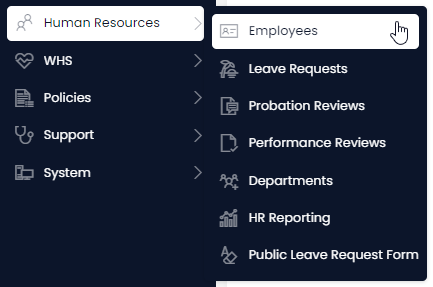 Human Resources
WHS
Policies
Support
System
Employees
Leave Requests
Probation Reviews
Performance Reviews
Departments
HR Reporting
Public Leave Request Form